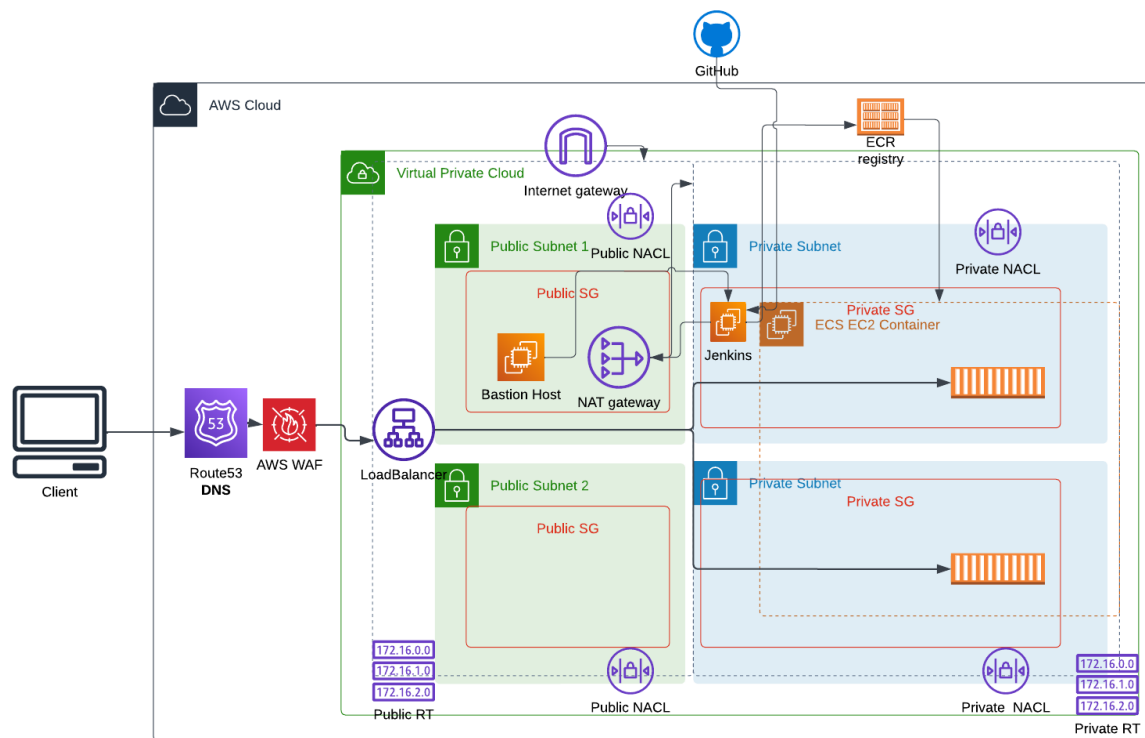 GitHub
AWS Cloud
ECR
registry
Virtual Private Cloud
Internet gateway
Public Subnet 1
Public NACL
Private Subnet
Private NACL
Public SG
Private SG
ECS EC2 Container
Jenkins
Bastion Host
NAT gateway
53
Route53
DNS
AWS WAF
LoadBalancer
Client
Public Subnet 2
Private Subnet
Public SG
Private SG
172.16.0.0
172.16.1.0
172.16.2.0
Public RT
Public NACL
Private NACL
172.16.0.0
172.16.1.0
172.16.2.0
Private RT